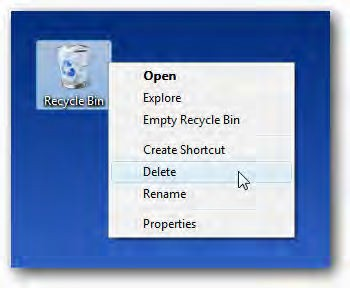 Recycle Bin
Open
Explore
Empty Recycle Bin
Create Shortcut
Delete
Rename
Properties